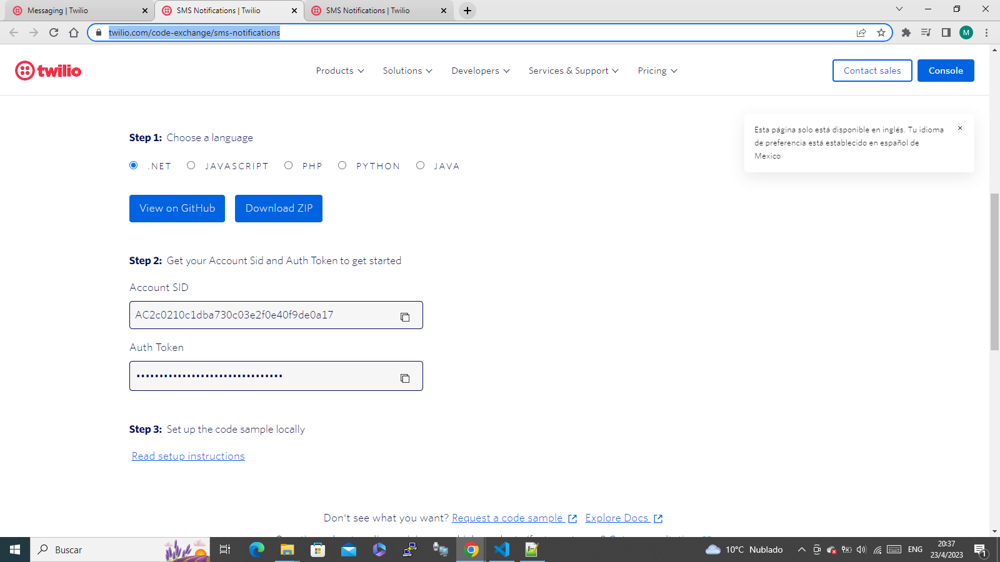 Messaging | Twilio
SMS Notifications | Twilio
SMS Notifications | Twilio
twilio.com/code-exchange/sms-notifications
M
twilio
Products
Solutions
Developers
Services & Support
Pricing
Contact sales
Console
Esta página solo está disponible en inglés. Tu idioma
de preferencia está establecido en español de
Mexico
Step 1: Choose a language
.NET
JAVASCRIPT
PHP
PYTHON
JAVA
View on GitHub
Download ZIP
Step 2: Get your Account Sid and Auth Token to get started
Account SID
AC2c0210c1dba730c03e2f0e40f9de0a17
Auth Token
Step 3: Set up the code sample locally
Read setup instructions
Don't see what you want? Request a code sample Explore Docs
Buscar
10°C Nublado
ENG
20:37
23/4/2023
1